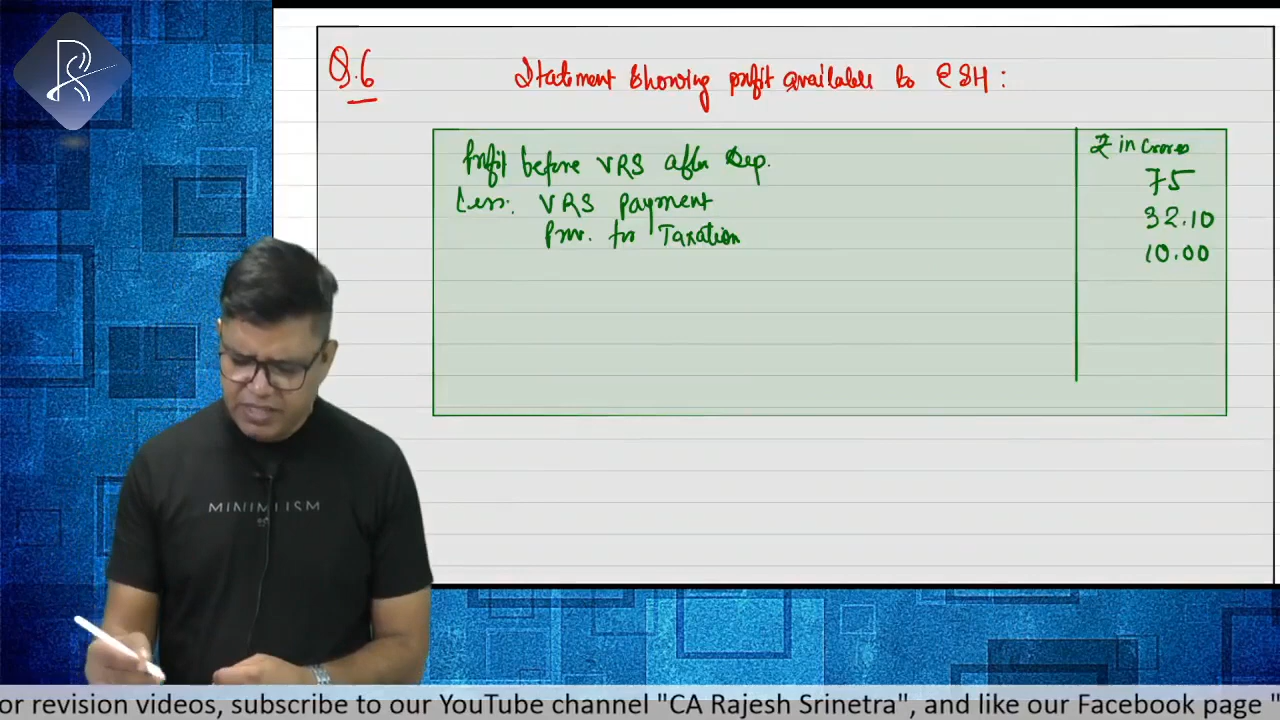 Q.6
Statement showing profit available to ESH :
₹ in Crores
Profit before VRS after Dep.
75
Less: VRS payment
32.10
Prov. for Taxation
10.00
MINIMLISM
or revision videos, subscribe to our YouTube channel "CA Rajesh Srinetra", and like our Facebook page "